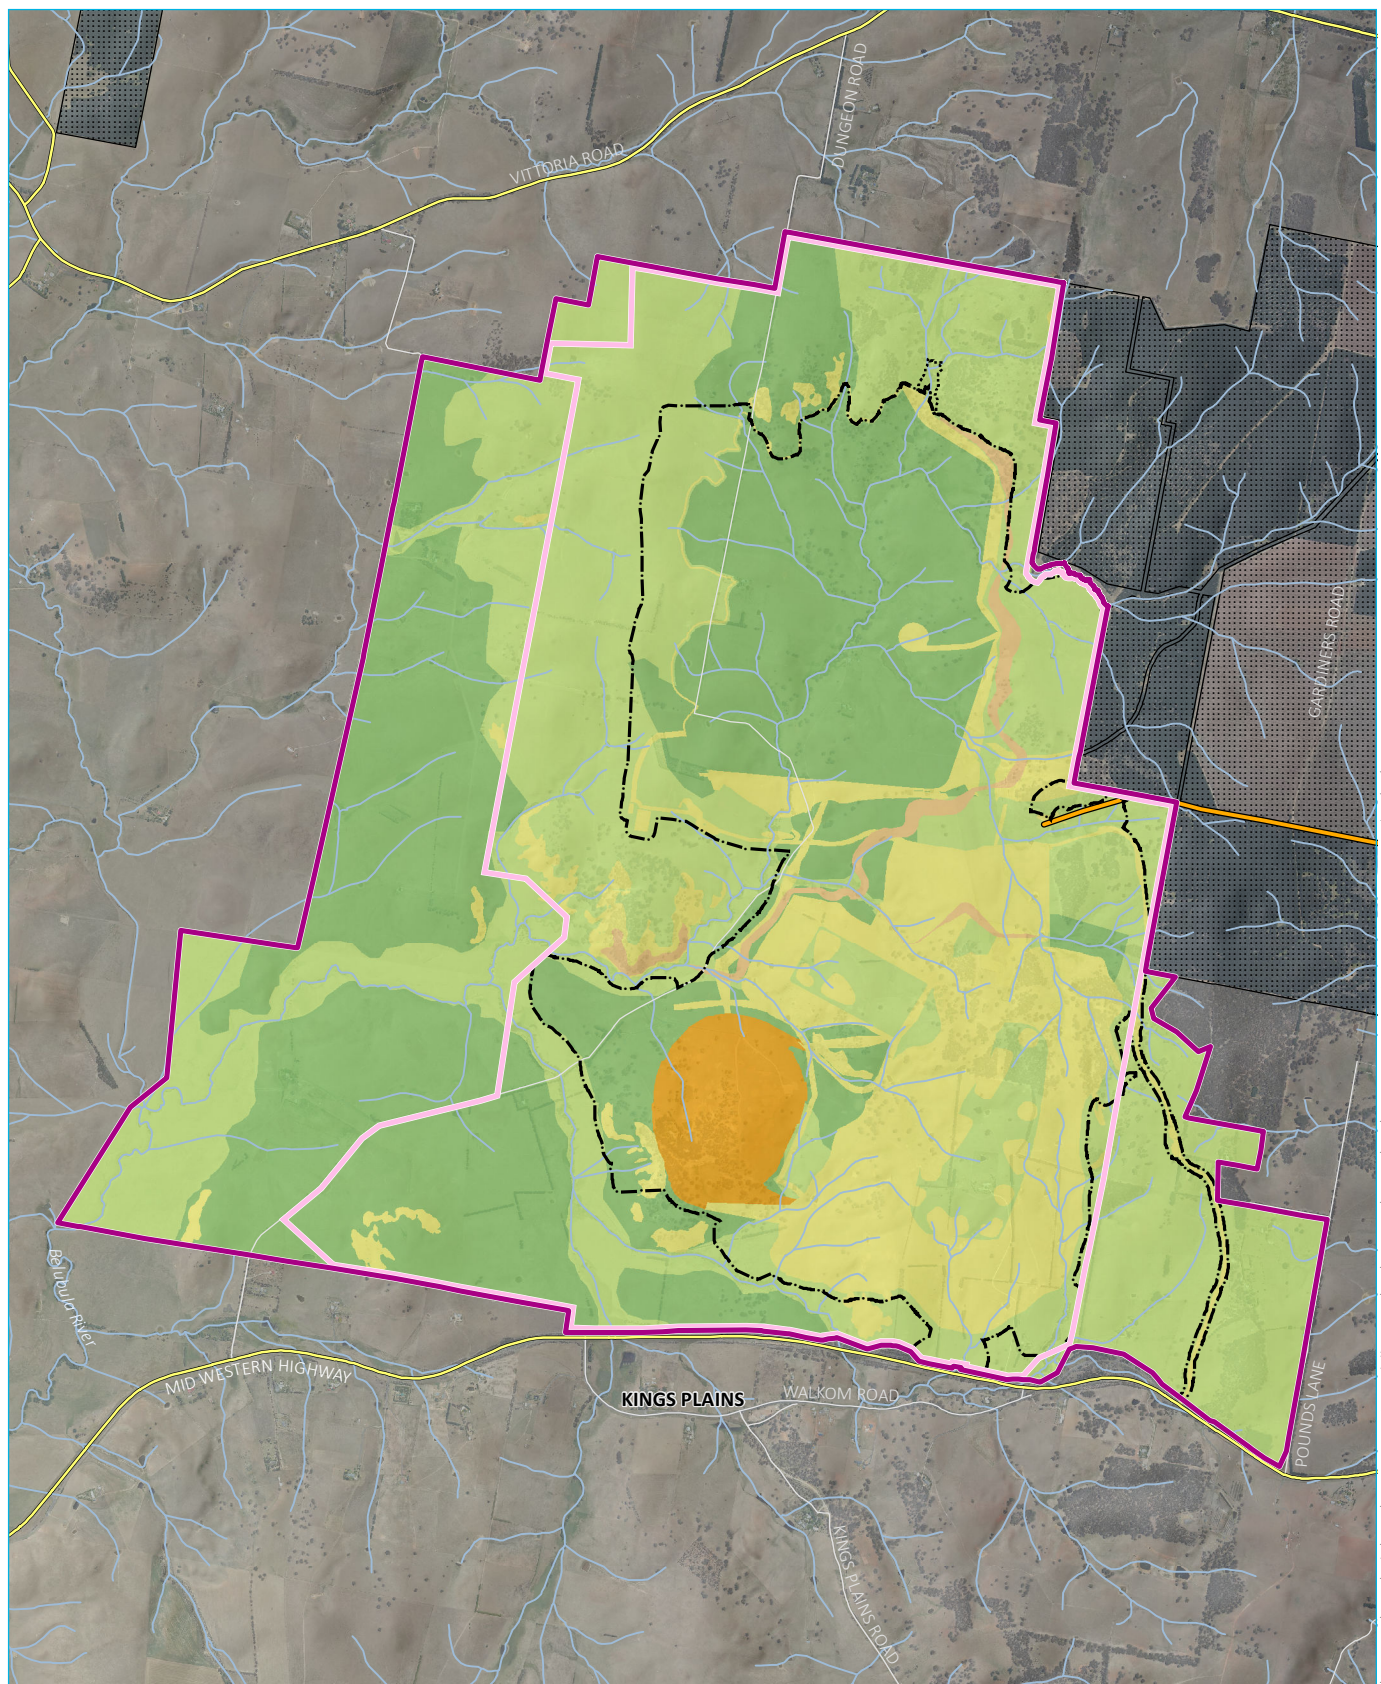 DUNGEON ROAD
VITTORIA ROAD
GARDINERS ROAD
Belubula River
MID WESTERN HIGHWAY
KINGS PLAINS
WALKOM ROAD
POUNDS LANE
KINGS PLAINS ROAD